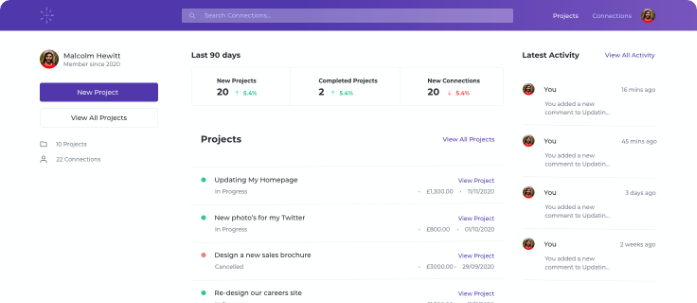 Search Connections...
Projects
Connections
Malcolm Hewitt
Member since 2020
New Project
View All Projects
10 Projects
22 Connections
Last 90 days
New Projects
20 ↑ 5.4%
Completed Projects
2 ↑ 5.4%
New Connections
20 ↓ 5.4%
Projects
View All Projects
Updating My Homepage
View Project
In Progress
- £1,300.00 - 11/11/2020
New photo's for my Twitter
View Project
In Progress
- £800.00 - 01/10/2020
Design a new sales brochure
View Project
Cancelled
- £3000.00- 29/09/2020
Re-design our careers site
View Project
Latest Activity
View All Activity
You
16 mins ago
You added a new
comment to Updatin...
You
45 mins ago
You added a new
comment to Updatin...
You
3 days ago
You added a new
comment to Updatin...
You
2 weeks ago
You added a new
comment to Updatin...